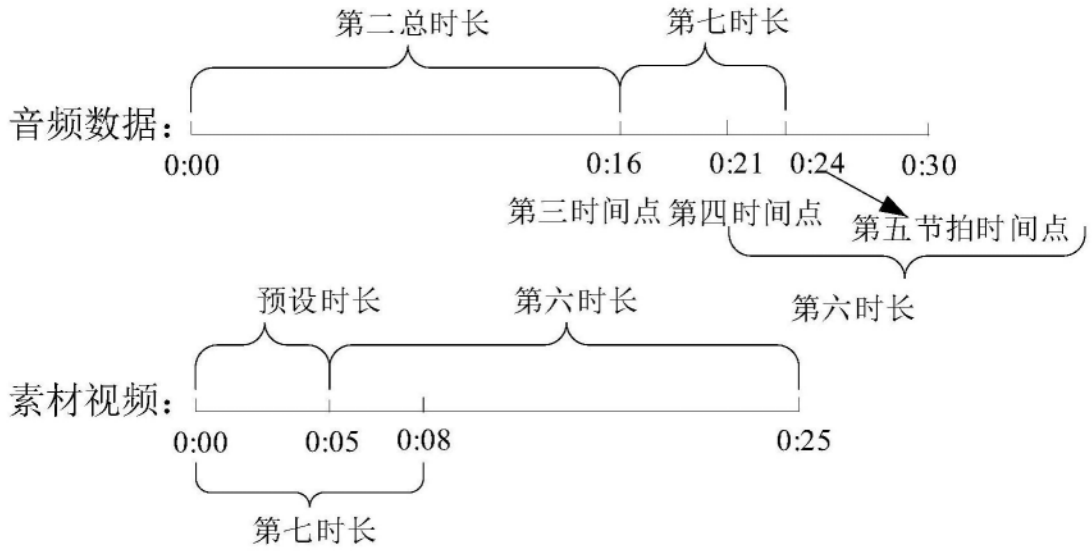 第二总时长 第七时长
音频数据：
0:00 0:16 0:21 0:24 0:30
第三时间点 第四时间点 第五节拍时间点
预设时长 第六时长 第六时长
素材视频：
0:00 0:05 0:08 0:25
第七时长